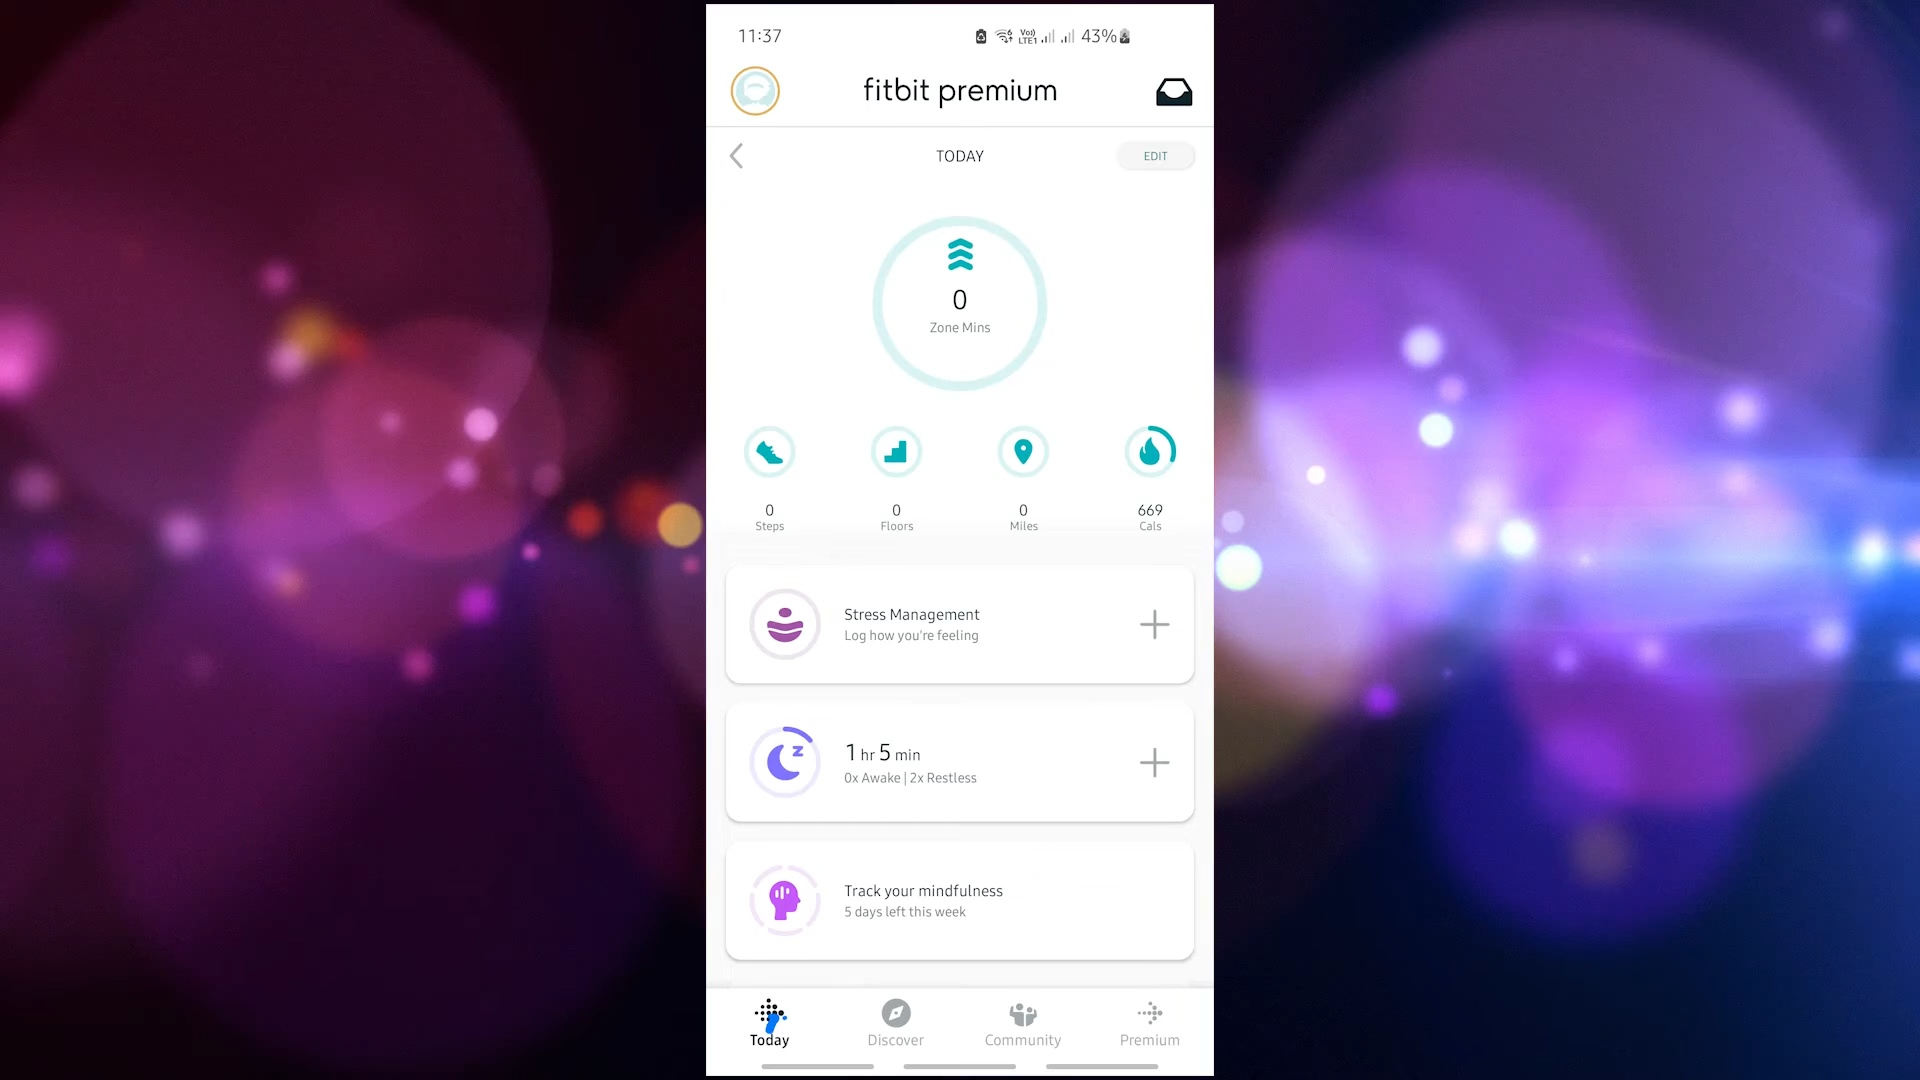 11:37
Vo)) LTE1 43%
fitbit premium
TODAY
EDIT
0
Zone Mins
0 0 0 669
Steps Floors Miles Cals
Stress Management
Log how you're feeling
z
1 hr 5 min
0x Awake | 2x Restless
Track your mindfulness
5 days left this week
Today Discover Community Premium